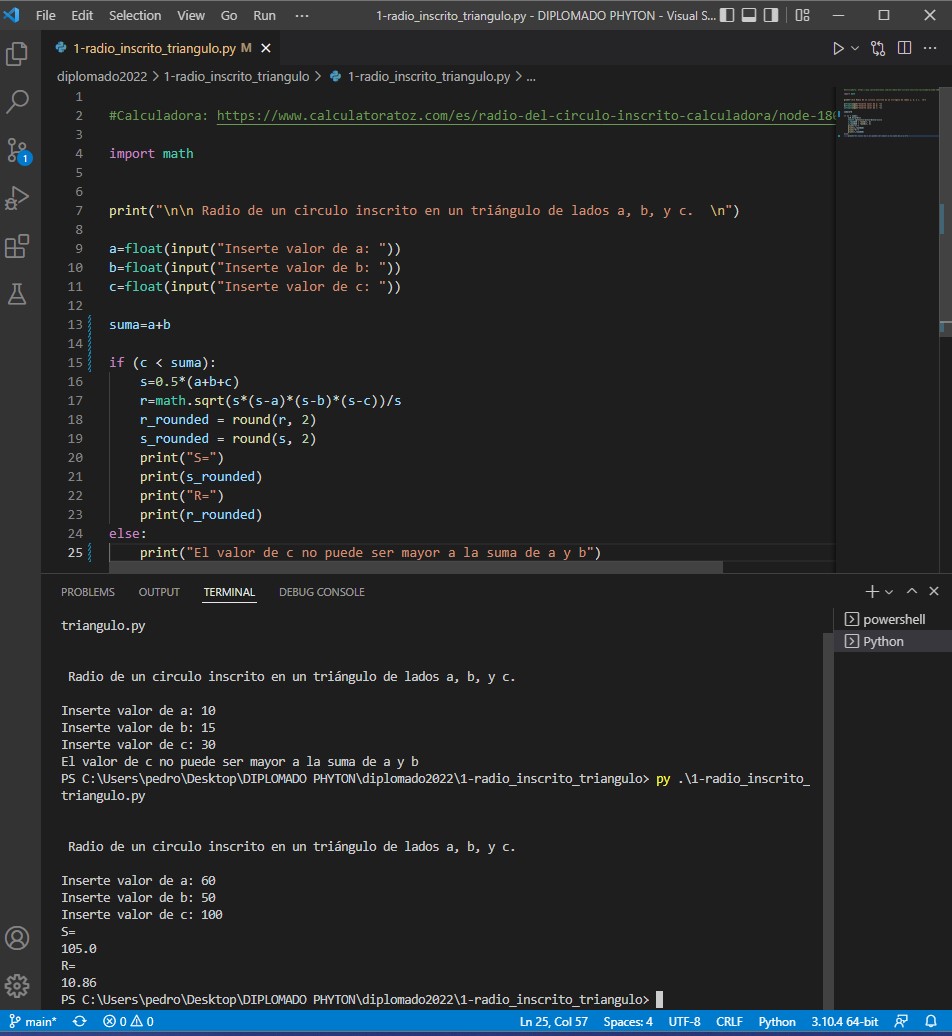 File Edit Selection View Go Run ··· 1-radio_inscrito_triangulo.py - DIPLOMADO PHYTON - Visual S...
1-radio_inscrito_triangulo.py M
diplomado2022 > 1-radio_inscrito_triangulo > 1-radio_inscrito_triangulo.py > ...
1
2 #Calculadora: https://www.calculatoratoz.com/es/radio-del-circulo-inscrito-calculadora/node-180
3
4 import math
5
6
7 print("\n\n Radio de un circulo inscrito en un triángulo de lados a, b, y c.  \n")
8
9 a=float(input("Inserte valor de a: "))
10 b=float(input("Inserte valor de b: "))
11 c=float(input("Inserte valor de c: "))
12
13 suma=a+b
14
15 if (c < suma):
16     s=0.5*(a+b+c)
17     r=math.sqrt(s*(s-a)*(s-b)*(s-c))/s
18     r_rounded = round(r, 2)
19     s_rounded = round(s, 2)
20     print("S=")
21     print(s_rounded)
22     print("R=")
23     print(r_rounded)
24 else:
25     print("El valor de c no puede ser mayor a la suma de a y b")
1
PROBLEMS OUTPUT TERMINAL DEBUG CONSOLE
powershell
Python
triangulo.py
Radio de un circulo inscrito en un triángulo de lados a, b, y c.
Inserte valor de a: 10
Inserte valor de b: 15
Inserte valor de c: 30
El valor de c no puede ser mayor a la suma de a y b
PS C:\Users\pedro\Desktop\DIPLOMADO PHYTON\diplomado2022\1-radio_inscrito_triangulo> py .\1-radio_inscrito_
triangulo.py
Radio de un circulo inscrito en un triángulo de lados a, b, y c.
Inserte valor de a: 60
Inserte valor de b: 50
Inserte valor de c: 100
S=
105.0
R=
10.86
PS C:\Users\pedro\Desktop\DIPLOMADO PHYTON\diplomado2022\1-radio_inscrito_triangulo>
main* 0 0 Ln 25, Col 57 Spaces: 4 UTF-8 CRLF Python 3.10.4 64-bit